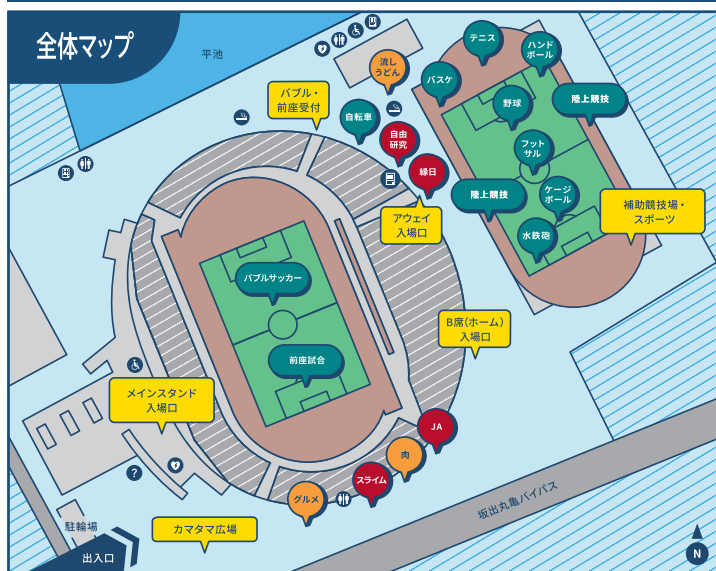 全体マップ
平池
流し
うどん
テニス
ハンド
ボール
バスケ
バブル・
前座受付
自転車
野球
陸上競技
自由
研究
フット
サル
縁日
陸上競技
ケージ
ボール
補助競技場・
スポーツ
アウェイ
入場口
水鉄砲
バブルサッカー
B席(ホーム)
入場口
前座試合
メインスタンド
入場口
JA
肉
?
スライム
グルメ
坂出丸亀バイパス
駐輪場
カマタマ広場
出入口
N